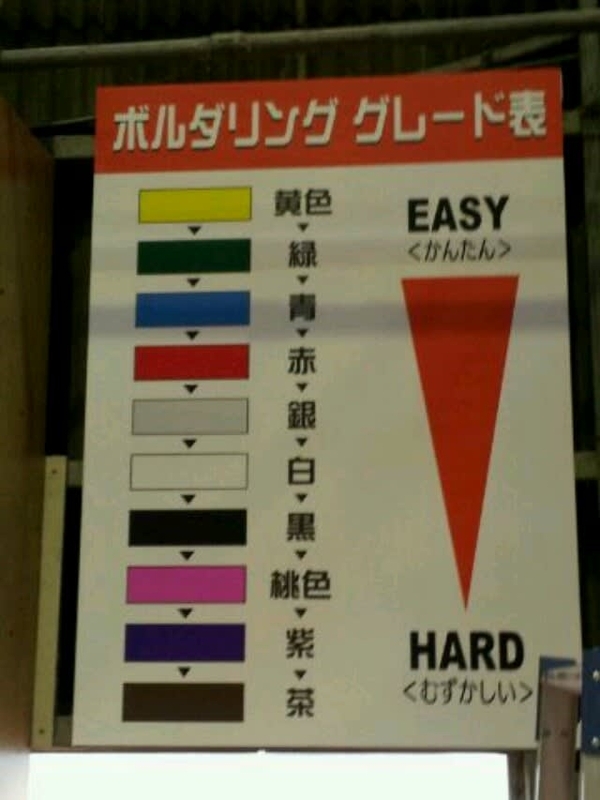 ボルダリング グレード表
EASY
<かんたん>
黄色
緑
青
赤
銀
白
黒
桃色
紫
茶
HARD
<むずかしい>